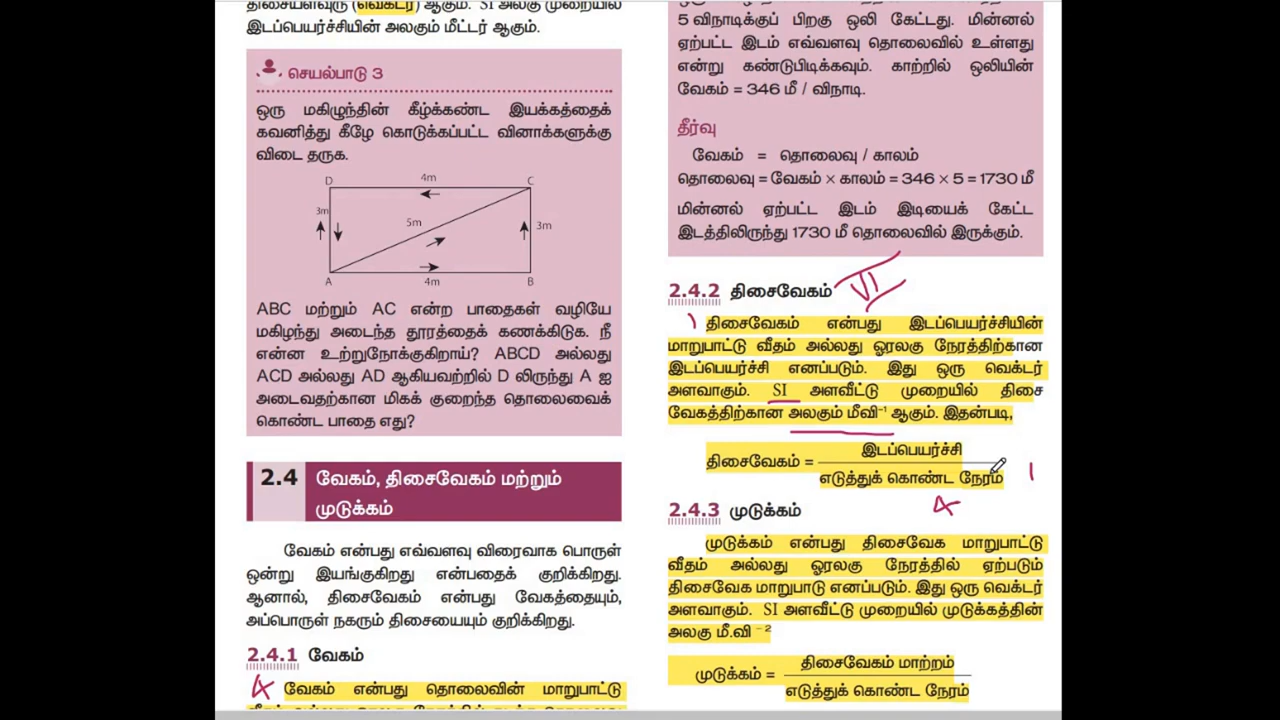 திசையளவுரு (வெக்டர்) ஆகும். SI அலகு முறையில்
இடப்பெயர்ச்சியின் அலகும் மீட்டர் ஆகும்.
செயல்பாடு 3
ஒரு மகிழுந்தின் கீழ்க்கண்ட இயக்கத்தைக்
கவனித்து கீழே கொடுக்கப்பட்ட வினாக்களுக்கு
விடை தருக.
D 4m C
3m 5m 3m
A 4m B
ABC மற்றும் AC என்ற பாதைகள் வழியே
மகிழந்து அடைந்த தூரத்தைக் கணக்கிடுக. நீ
என்ன உற்றுநோக்குகிறாய்? ABCD அல்லது
ACD அல்லது AD ஆகியவற்றில் D லிருந்து A ஐ
அடைவதற்கான மிகக் குறைந்த தொலைவைக்
கொண்ட பாதை எது?
2.4 வேகம், திசைவேகம் மற்றும்
முடுக்கம்
வேகம் என்பது எவ்வளவு விரைவாக பொருள்
ஒன்று இயங்குகிறது என்பதைக் குறிக்கிறது.
ஆனால், திசைவேகம் என்பது வேகத்தையும்,
அப்பொருள் நகரும் திசையையும் குறிக்கிறது.
2.4.1 வேகம்
வேகம் என்பது தொலைவின் மாறுபாட்டு
5 விநாடிக்குப் பிறகு ஒலி கேட்டது. மின்னல்
ஏற்பட்ட இடம் எவ்வளவு தொலைவில் உள்ளது
என்று கண்டுபிடிக்கவும். காற்றில் ஒலியின்
வேகம் = 346 மீ / விநாடி.
தீர்வு
வேகம் = தொலைவு / காலம்
தொலைவு = வேகம் × காலம் = 346 × 5 = 1730 மீ
மின்னல் ஏற்பட்ட இடம் இடியைக் கேட்ட
இடத்திலிருந்து 1730 மீ தொலைவில் இருக்கும்.
2.4.2 திசைவேகம் VI
திசைவேகம் என்பது இடப்பெயர்ச்சியின்
மாறுபாட்டு வீதம் அல்லது ஓரலகு நேரத்திற்கான
இடப்பெயர்ச்சி எனப்படும். இது ஒரு வெக்டர்
அளவாகும். SI அளவீட்டு முறையில் திசை
வேகத்திற்கான அலகும் மீவி⁻¹ ஆகும். இதன்படி,
திசைவேகம் = இடப்பெயர்ச்சி
எடுத்துக் கொண்ட நேரம்
2.4.3 முடுக்கம்
முடுக்கம் என்பது திசைவேக மாறுபாட்டு
வீதம் அல்லது ஓரலகு நேரத்தில் ஏற்படும்
திசைவேக மாறுபாடு எனப்படும். இது ஒரு வெக்டர்
அளவாகும். SI அளவீட்டு முறையில் முடுக்கத்தின்
அலகு மீ.வி ⁻²
முடுக்கம் = திசைவேகம் மாற்றம்
எடுத்துக் கொண்ட நேரம்